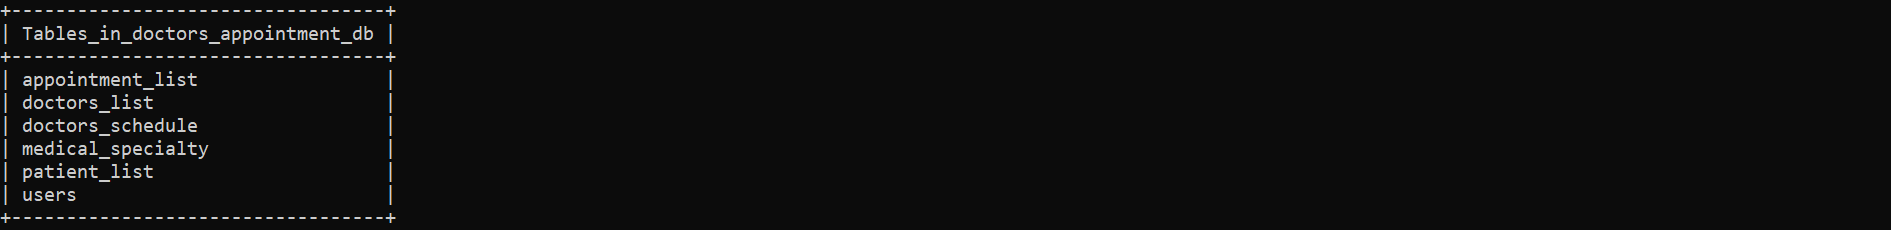 +----------------------------------+
| Tables_in_doctors_appointment_db |
+----------------------------------+
| appointment_list                 |
| doctors_list                     |
| doctors_schedule                 |
| medical_specialty                |
| patient_list                     |
| users                            |
+----------------------------------+